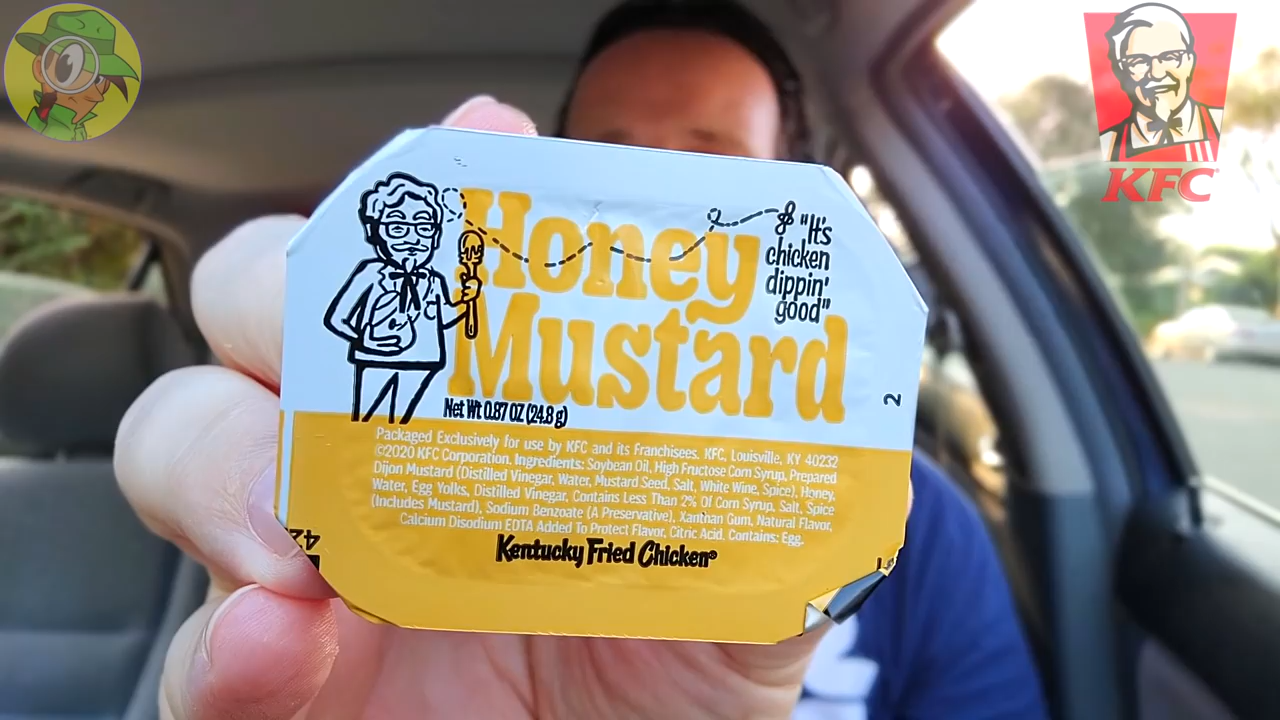 Honey
Mustard
"It's
chicken
dippin'
good"
Net Wt 0.87 OZ (24.8 g)
2
Packaged Exclusively for use by KFC and its Franchisees. KFC, Louisville, KY 40232
©2020 KFC Corporation. Ingredients: Soybean Oil, High Fructose Corn Syrup, Prepared
Dijon Mustard (Distilled Vinegar, Water, Mustard Seed, Salt, White Wine, Spice), Honey,
Water, Egg Yolks, Distilled Vinegar, Contains Less Than 2% Of Corn Syrup, Salt, Spice
(Includes Mustard), Sodium Benzoate (A Preservative), Xanthan Gum, Natural Flavor,
Calcium Disodium EDTA Added To Protect Flavor, Citric Acid. Contains: Egg.
Kentucky Fried Chicken®
KFC